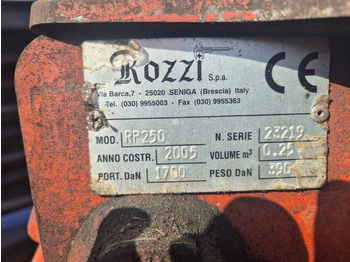 Rozzi S.p.a.
CE
Via Barca,7 - 25020 SENIGA (Brescia) Italy
Tel. (030) 9955003 - Fax (030) 9955363
MOD. RP250 N. SERIE 23219
ANNO COSTR. 2005 VOLUME m³ 0.25
PORT. DaN 1700 PESO DaN 390